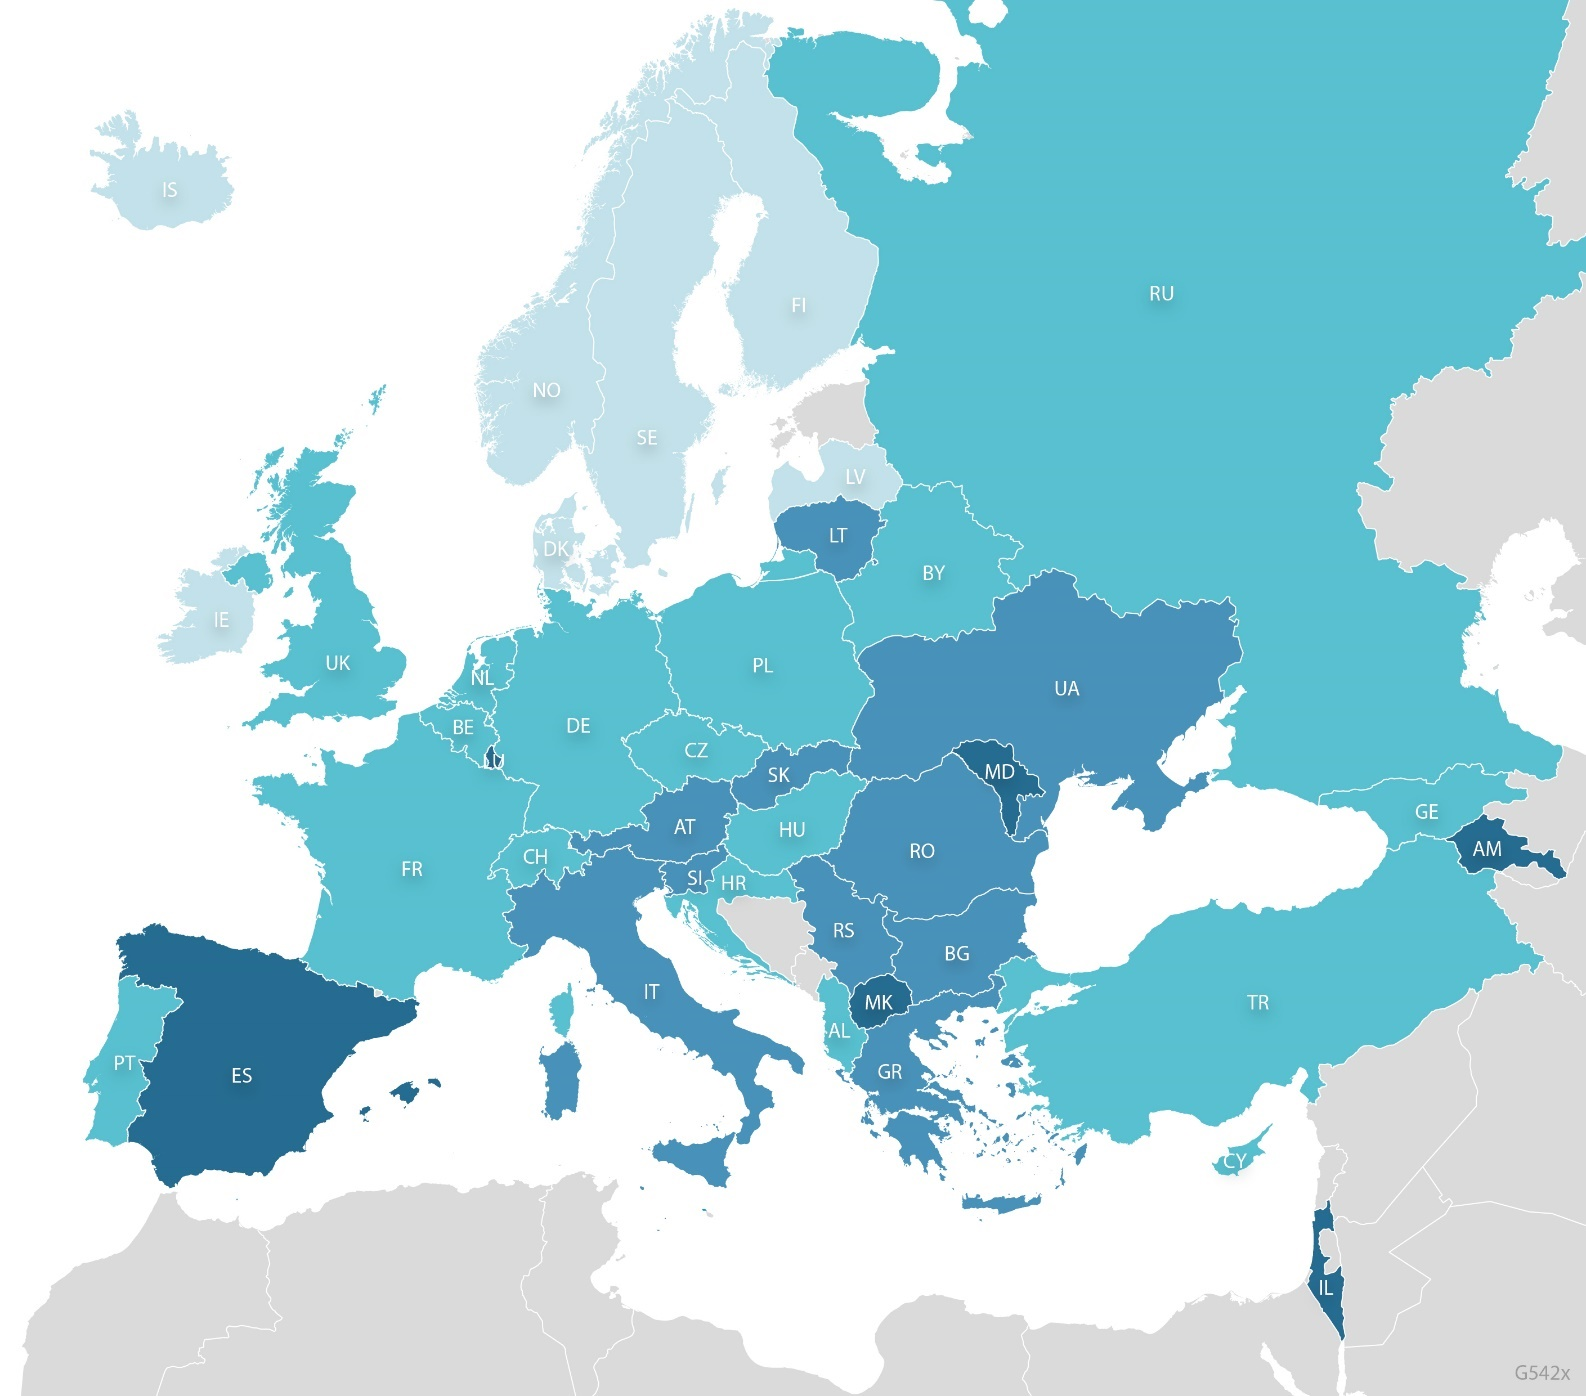 IS
RU
FI
NO
SE
LV
LT
DK
BY
IE
UK
PL
NL
UA
BE
DE
CZ
LU
SK
MD
GE
AT
HU
AM
RO
CH
FR
SI
HR
RS
BG
IT
MK
TR
AL
PT
ES
GR
CY
IL
G542x